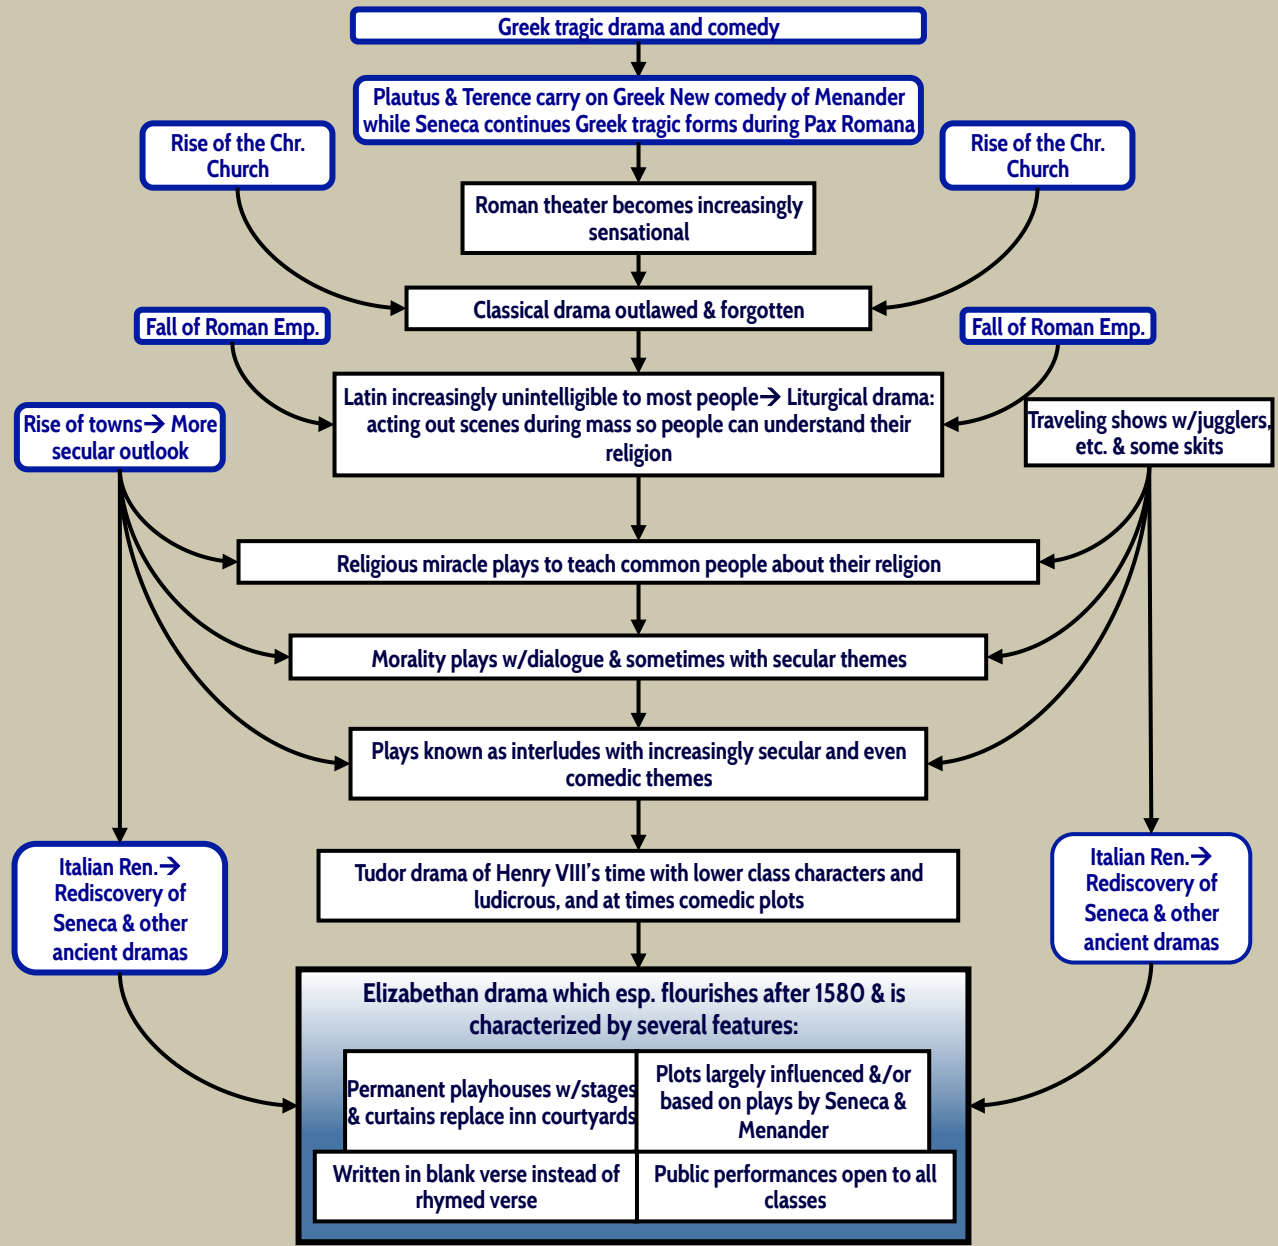 Greek tragic drama and comedy
Plautus & Terence carry on Greek New comedy of Menander
while Seneca continues Greek tragic forms during Pax Romana
Rise of the Chr.
Church
Rise of the Chr.
Church
Roman theater becomes increasingly
sensational
Classical drama outlawed & forgotten
Fall of Roman Emp.
Fall of Roman Emp.
Latin increasingly unintelligible to most people→ Liturgical drama:
acting out scenes during mass so people can understand their
religion
Rise of towns→ More
secular outlook
Traveling shows w/jugglers,
etc. & some skits
Religious miracle plays to teach common people about their religion
Morality plays w/dialogue & sometimes with secular themes
Plays known as interludes with increasingly secular and even
comedic themes
Italian Ren.→
Rediscovery of
Seneca & other
ancient dramas
Tudor drama of Henry VIII's time with lower class characters and
ludicrous, and at times comedic plots
Italian Ren.→
Rediscovery of
Seneca & other
ancient dramas
Elizabethan drama which esp. flourishes after 1580 & is
characterized by several features:
Permanent playhouses w/stages
& curtains replace inn courtyards
Plots largely influenced &/or
based on plays by Seneca &
Menander
Written in blank verse instead of
rhymed verse
Public performances open to all
classes